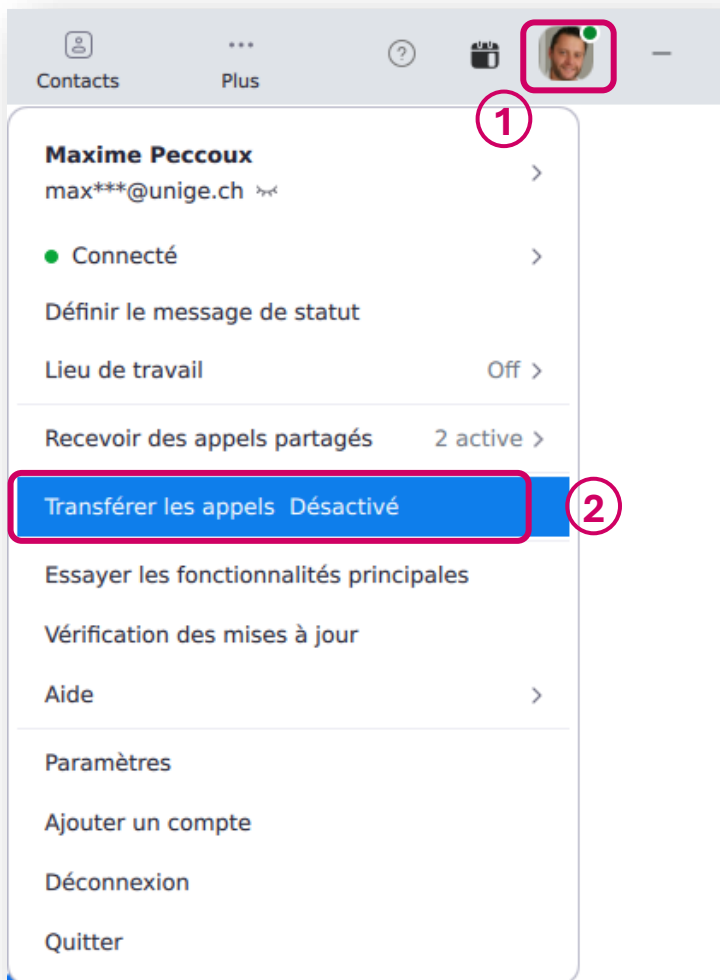 Contacts
Plus
1
Maxime Peccoux
max***@unige.ch
Connecté
Définir le message de statut
Lieu de travail Off
Recevoir des appels partagés 2 active
Transférer les appels Désactivé
2
Essayer les fonctionnalités principales
Vérification des mises à jour
Aide
Paramètres
Ajouter un compte
Déconnexion
Quitter